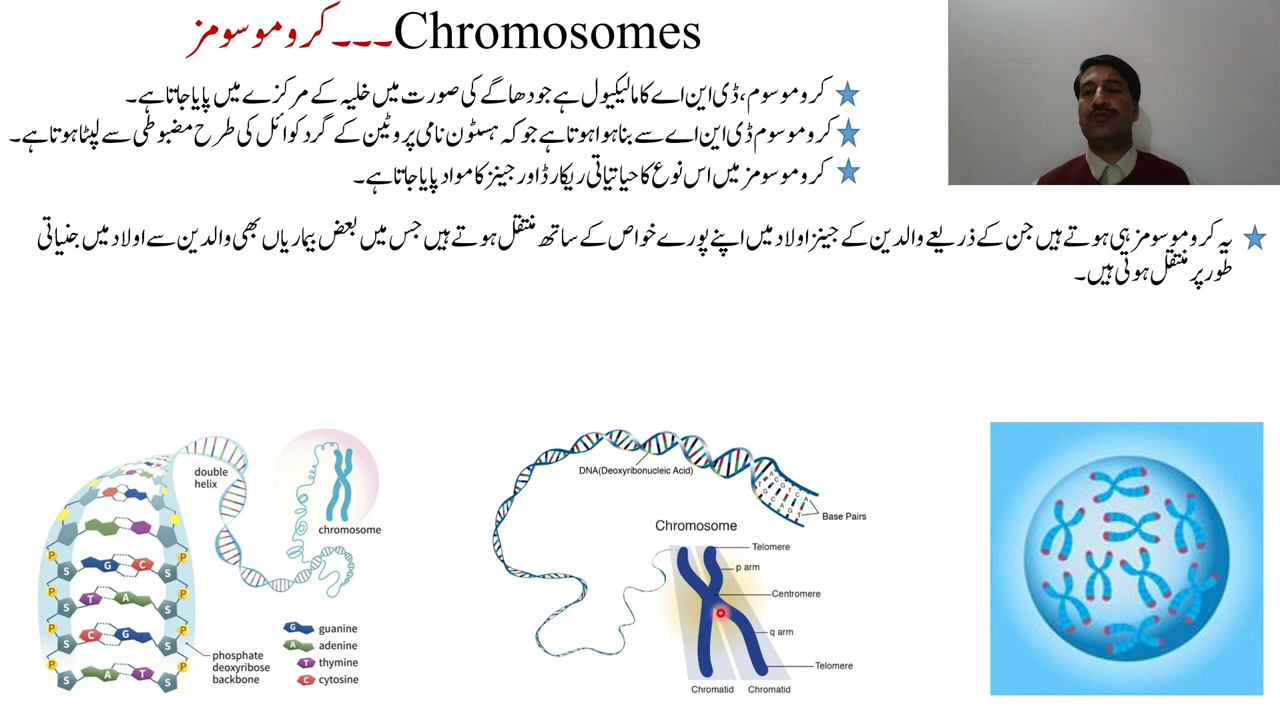 Chromosomes۔۔۔کروموسومز
کروموسوم، ڈی این اے کا مالیکیول ہے جو دھاگے کی صورت میں خلیہ کے مرکزے میں پایا جاتا ہے۔
کروموسوم ڈی این اے سے بنا ہوا ہوتا ہے جو کہ ہسٹون نامی پروٹین کے گرد کوائل کی طرح مضبوطی سے لپٹا ہوتا ہے۔
کروموسومز میں اس نوع کا حیاتیاتی ریکارڈ اور جینز کا مواد پایا جاتا ہے۔
یہ کروموسومز ہی ہوتے ہیں جن کے ذریعے والدین کے جینز اولاد میں اپنے پورے خواص کے ساتھ منتقل ہوتے ہیں جس میں بعض بیماریاں بھی والدین سے اولاد میں جنیاتی
طور پر منتقل ہوتی ہیں۔
double
helix
chromosome
P
P
S
G
C
S
P
P
S
T
A
S
P
P
S
C
G
S
P
P
S
A
T
S
G guanine
A adenine
T thymine
C cytosine
phosphate
deoxyribose
backbone
DNA(Deoxyribonucleic Acid)
A C G T C A
T G C A G T
Base Pairs
Chromosome
Telomere
p arm
Centromere
q arm
Telomere
Chromatid
Chromatid